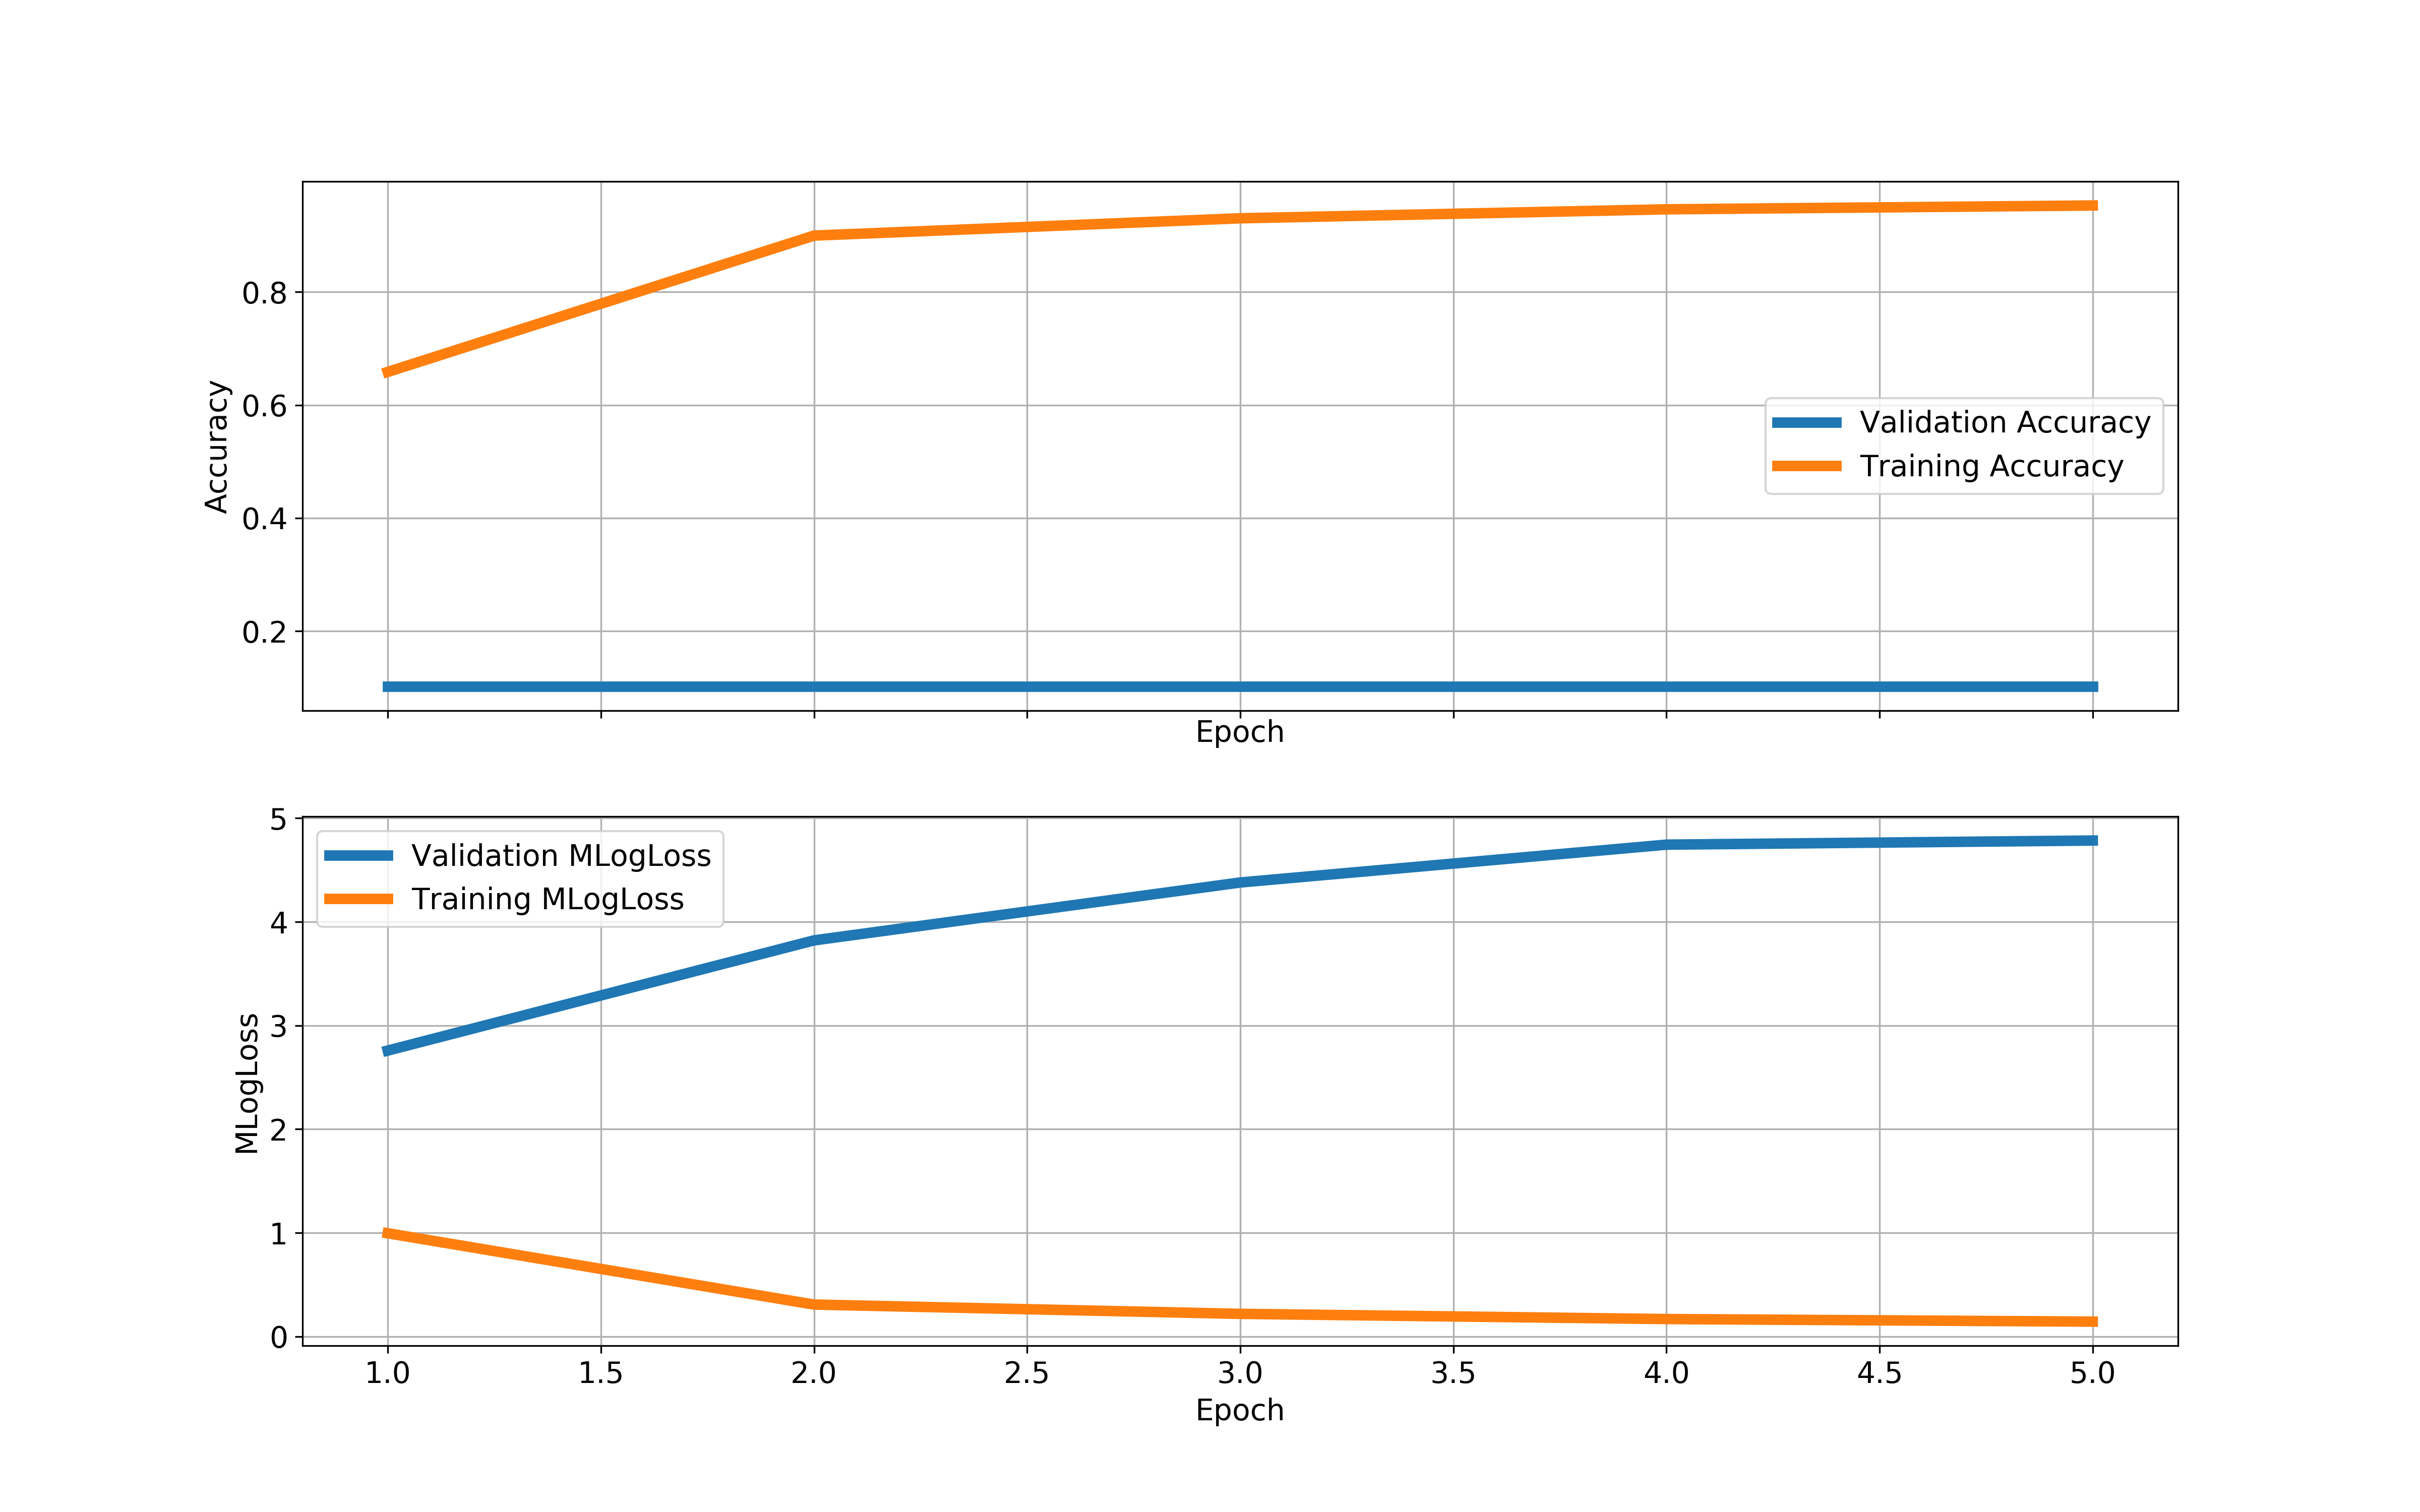 0.8
0.6
0.4
0.2
Accuracy
Validation Accuracy
Training Accuracy
Epoch
5
4
3
2
1
0
MLogLoss
Validation MLogLoss
Training MLogLoss
1.0 1.5 2.0 2.5 3.0 3.5 4.0 4.5 5.0
Epoch